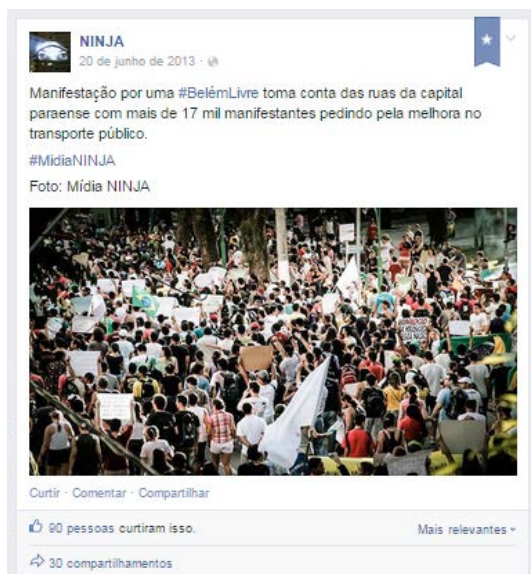 NINJA
20 de junho de 2013 ·
Manifestação por uma #BelémLivre toma conta das ruas da capital
paraense com mais de 17 mil manifestantes pedindo pela melhora no
transporte público.
#MidiaNINJA
Foto: Mídia NINJA
Curtir · Comentar · Compartilhar
90 pessoas curtiram isso.
Mais relevantes
30 compartilhamentos